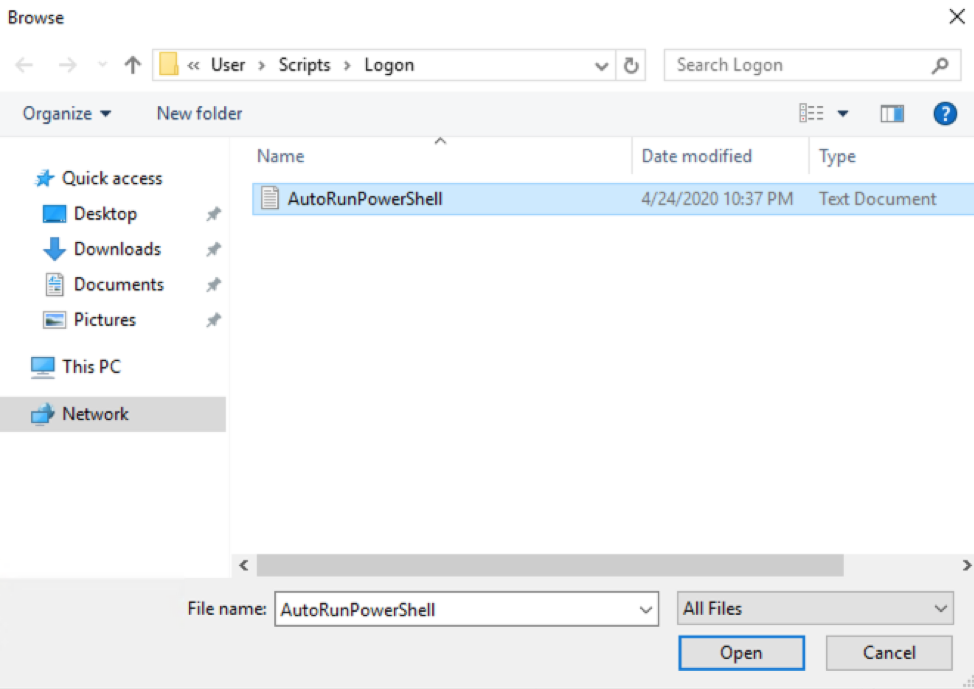 Browse
« User > Scripts > Logon
Search Logon
Organize
New folder
Name
Date modified
Type
Quick access
Desktop
Downloads
Documents
Pictures
This PC
Network
AutoRunPowerShell
4/24/2020 10:37 PM
Text Document
File name:
AutoRunPowerShell
All Files
Open
Cancel